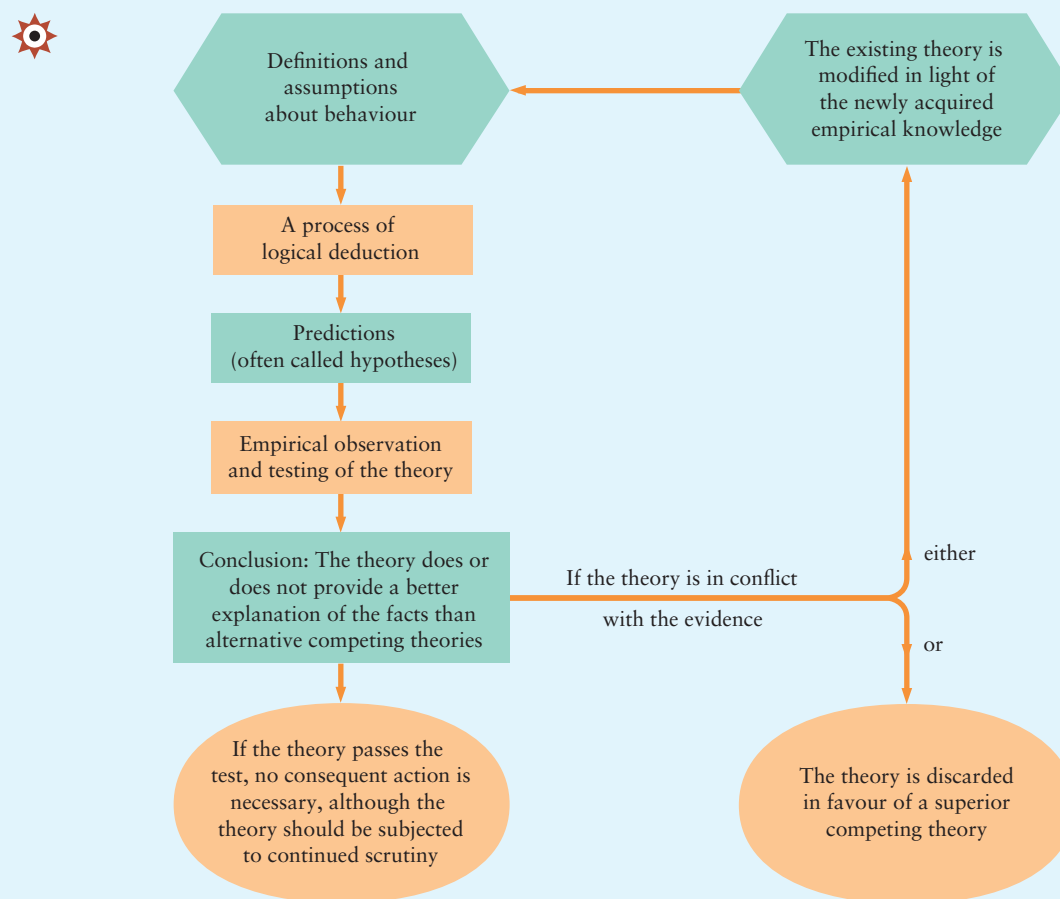 Definitions and
assumptions
about behaviour
The existing theory is
modified in light of
the newly acquired
empirical knowledge
A process of
logical deduction
Predictions
(often called hypotheses)
Empirical observation
and testing of the theory
Conclusion: The theory does or
does not provide a better
explanation of the facts than
alternative competing theories
If the theory is in conflict
with the evidence
either
or
If the theory passes the
test, no consequent action is
necessary, although the
theory should be subjected
to continued scrutiny
The theory is discarded
in favour of a superior
competing theory